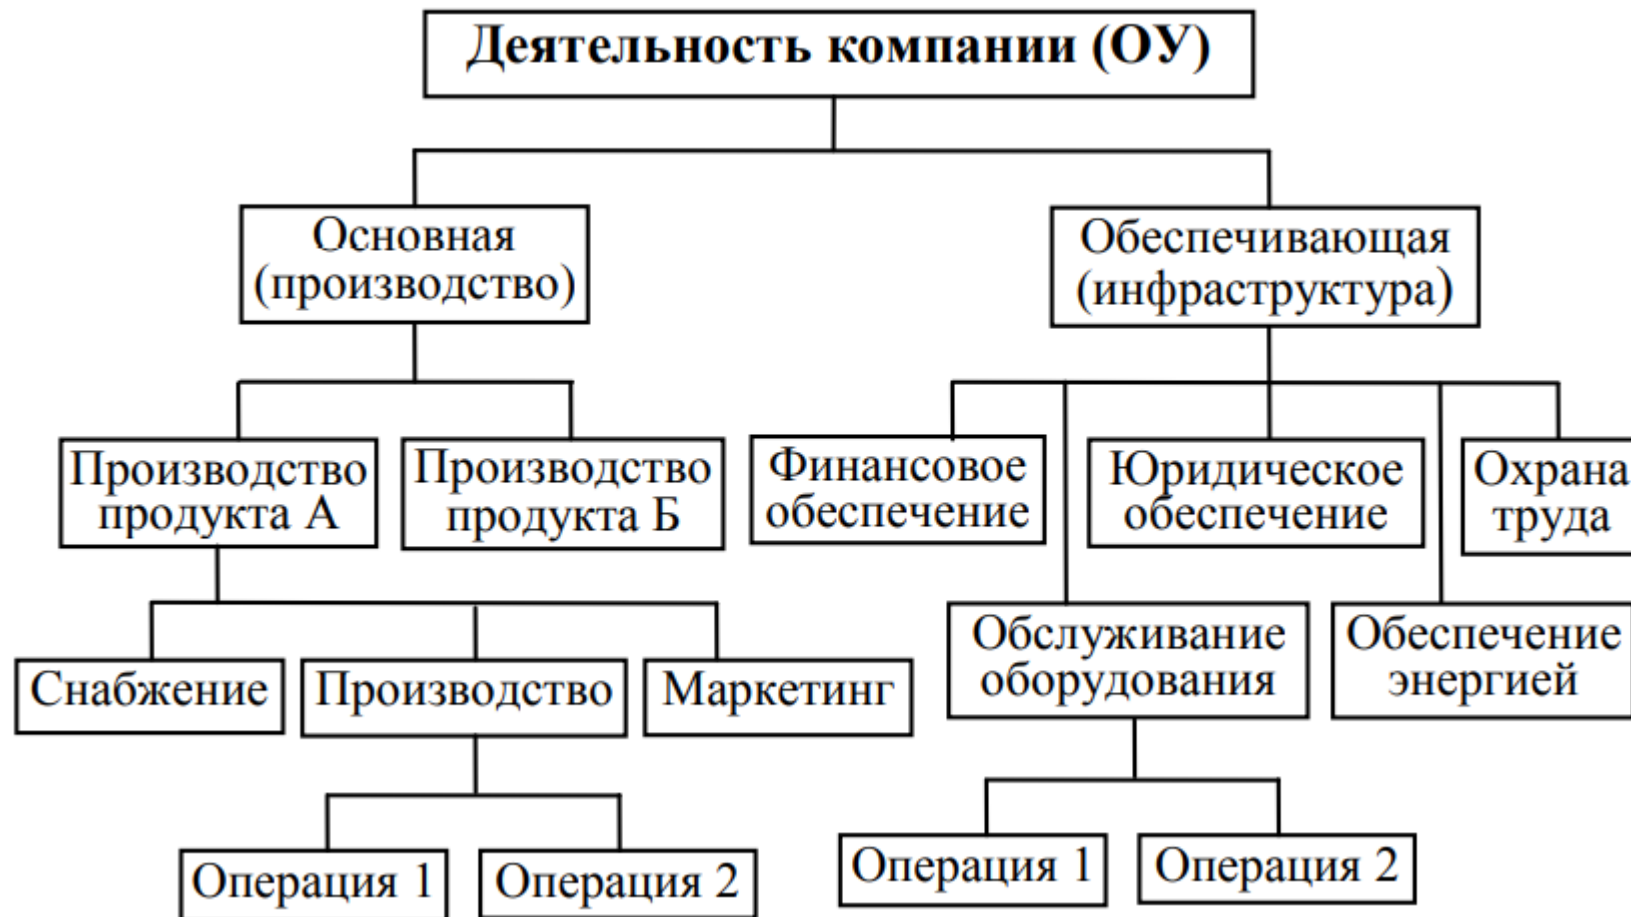 Деятельность компании (ОУ)
Основная
(производство)
Обеспечивающая
(инфраструктура)
Производство
продукта А
Производство
продукта Б
Финансовое
обеспечение
Юридическое
обеспечение
Охрана
труда
Снабжение
Производство
Маркетинг
Обслуживание
оборудования
Обеспечение
энергией
Операция 1
Операция 2
Операция 1
Операция 2